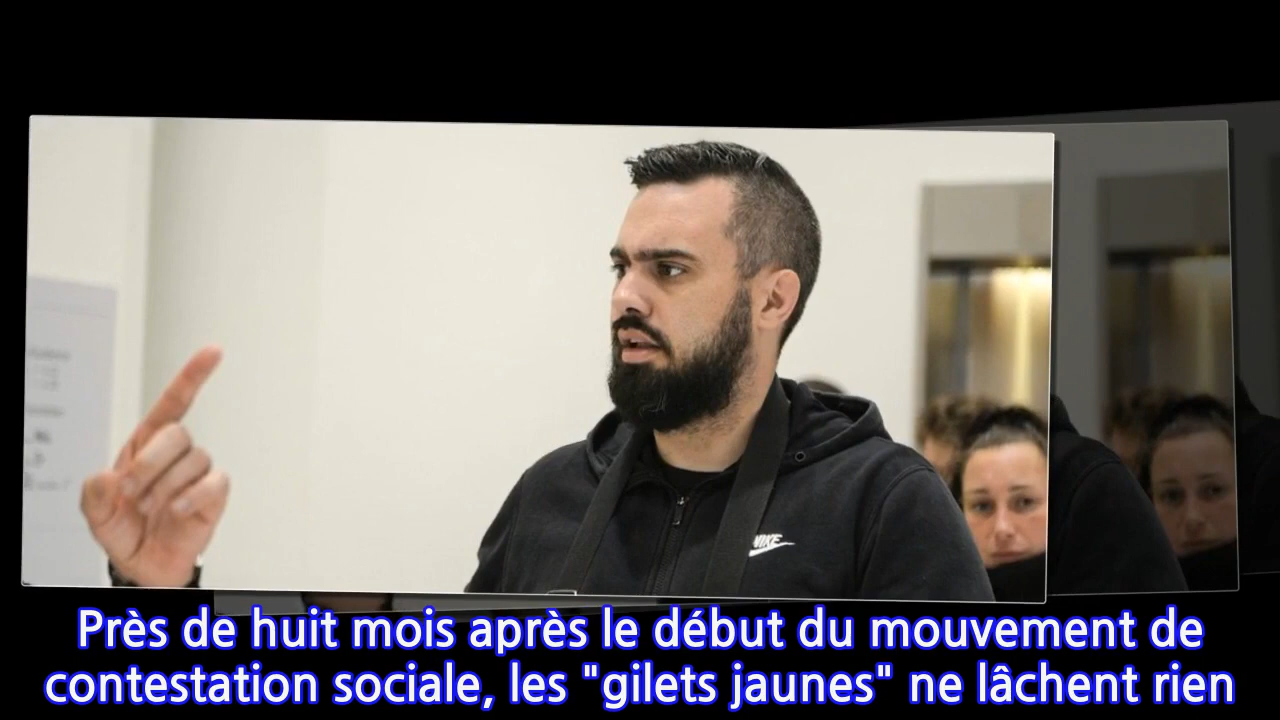 NIKE
Près de huit mois après le début du mouvement de
contestation sociale, les "gilets jaunes" ne lâchent rien